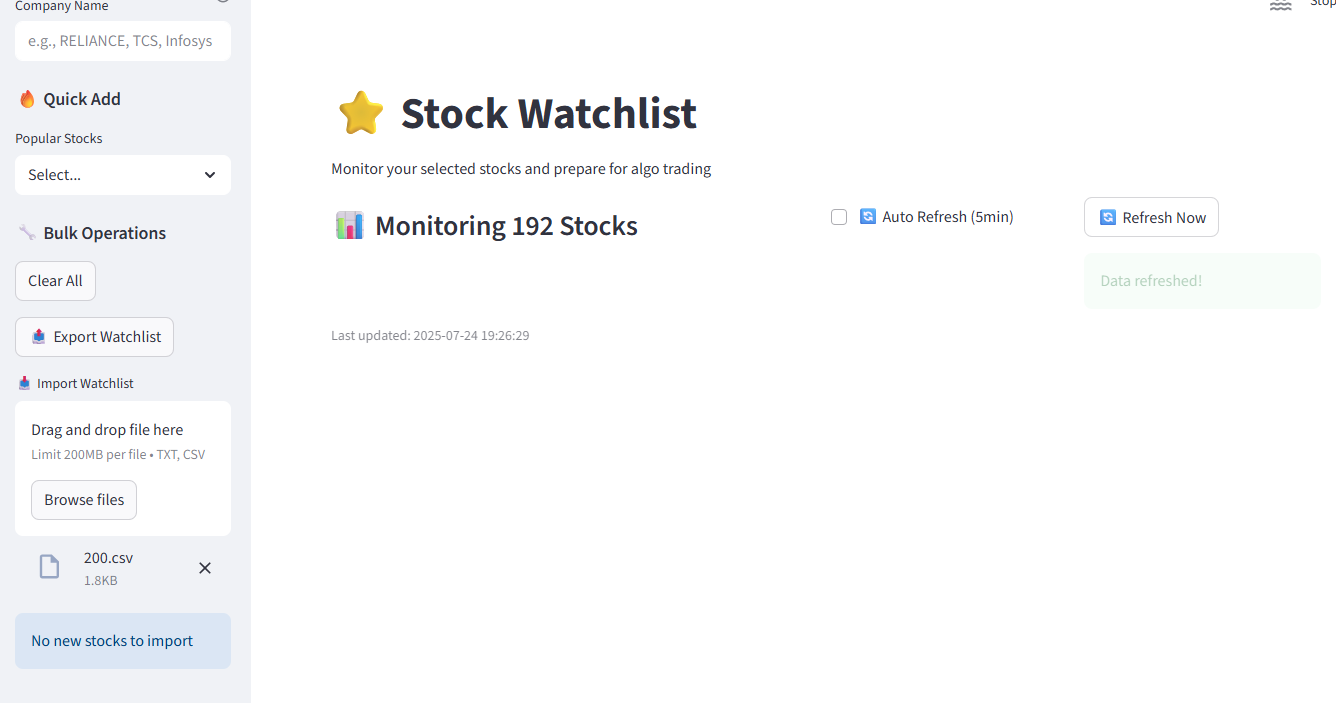 Company Name
e.g., RELIANCE, TCS, Infosys
Quick Add
Popular Stocks
Select...
Bulk Operations
Clear All
Export Watchlist
Import Watchlist
Drag and drop file here
Limit 200MB per file • TXT, CSV
Browse files
200.csv
1.8KB
No new stocks to import
Stock Watchlist
Monitor your selected stocks and prepare for algo trading
Monitoring 192 Stocks
Auto Refresh (5min)
Refresh Now
Data refreshed!
Last updated: 2025-07-24 19:26:29